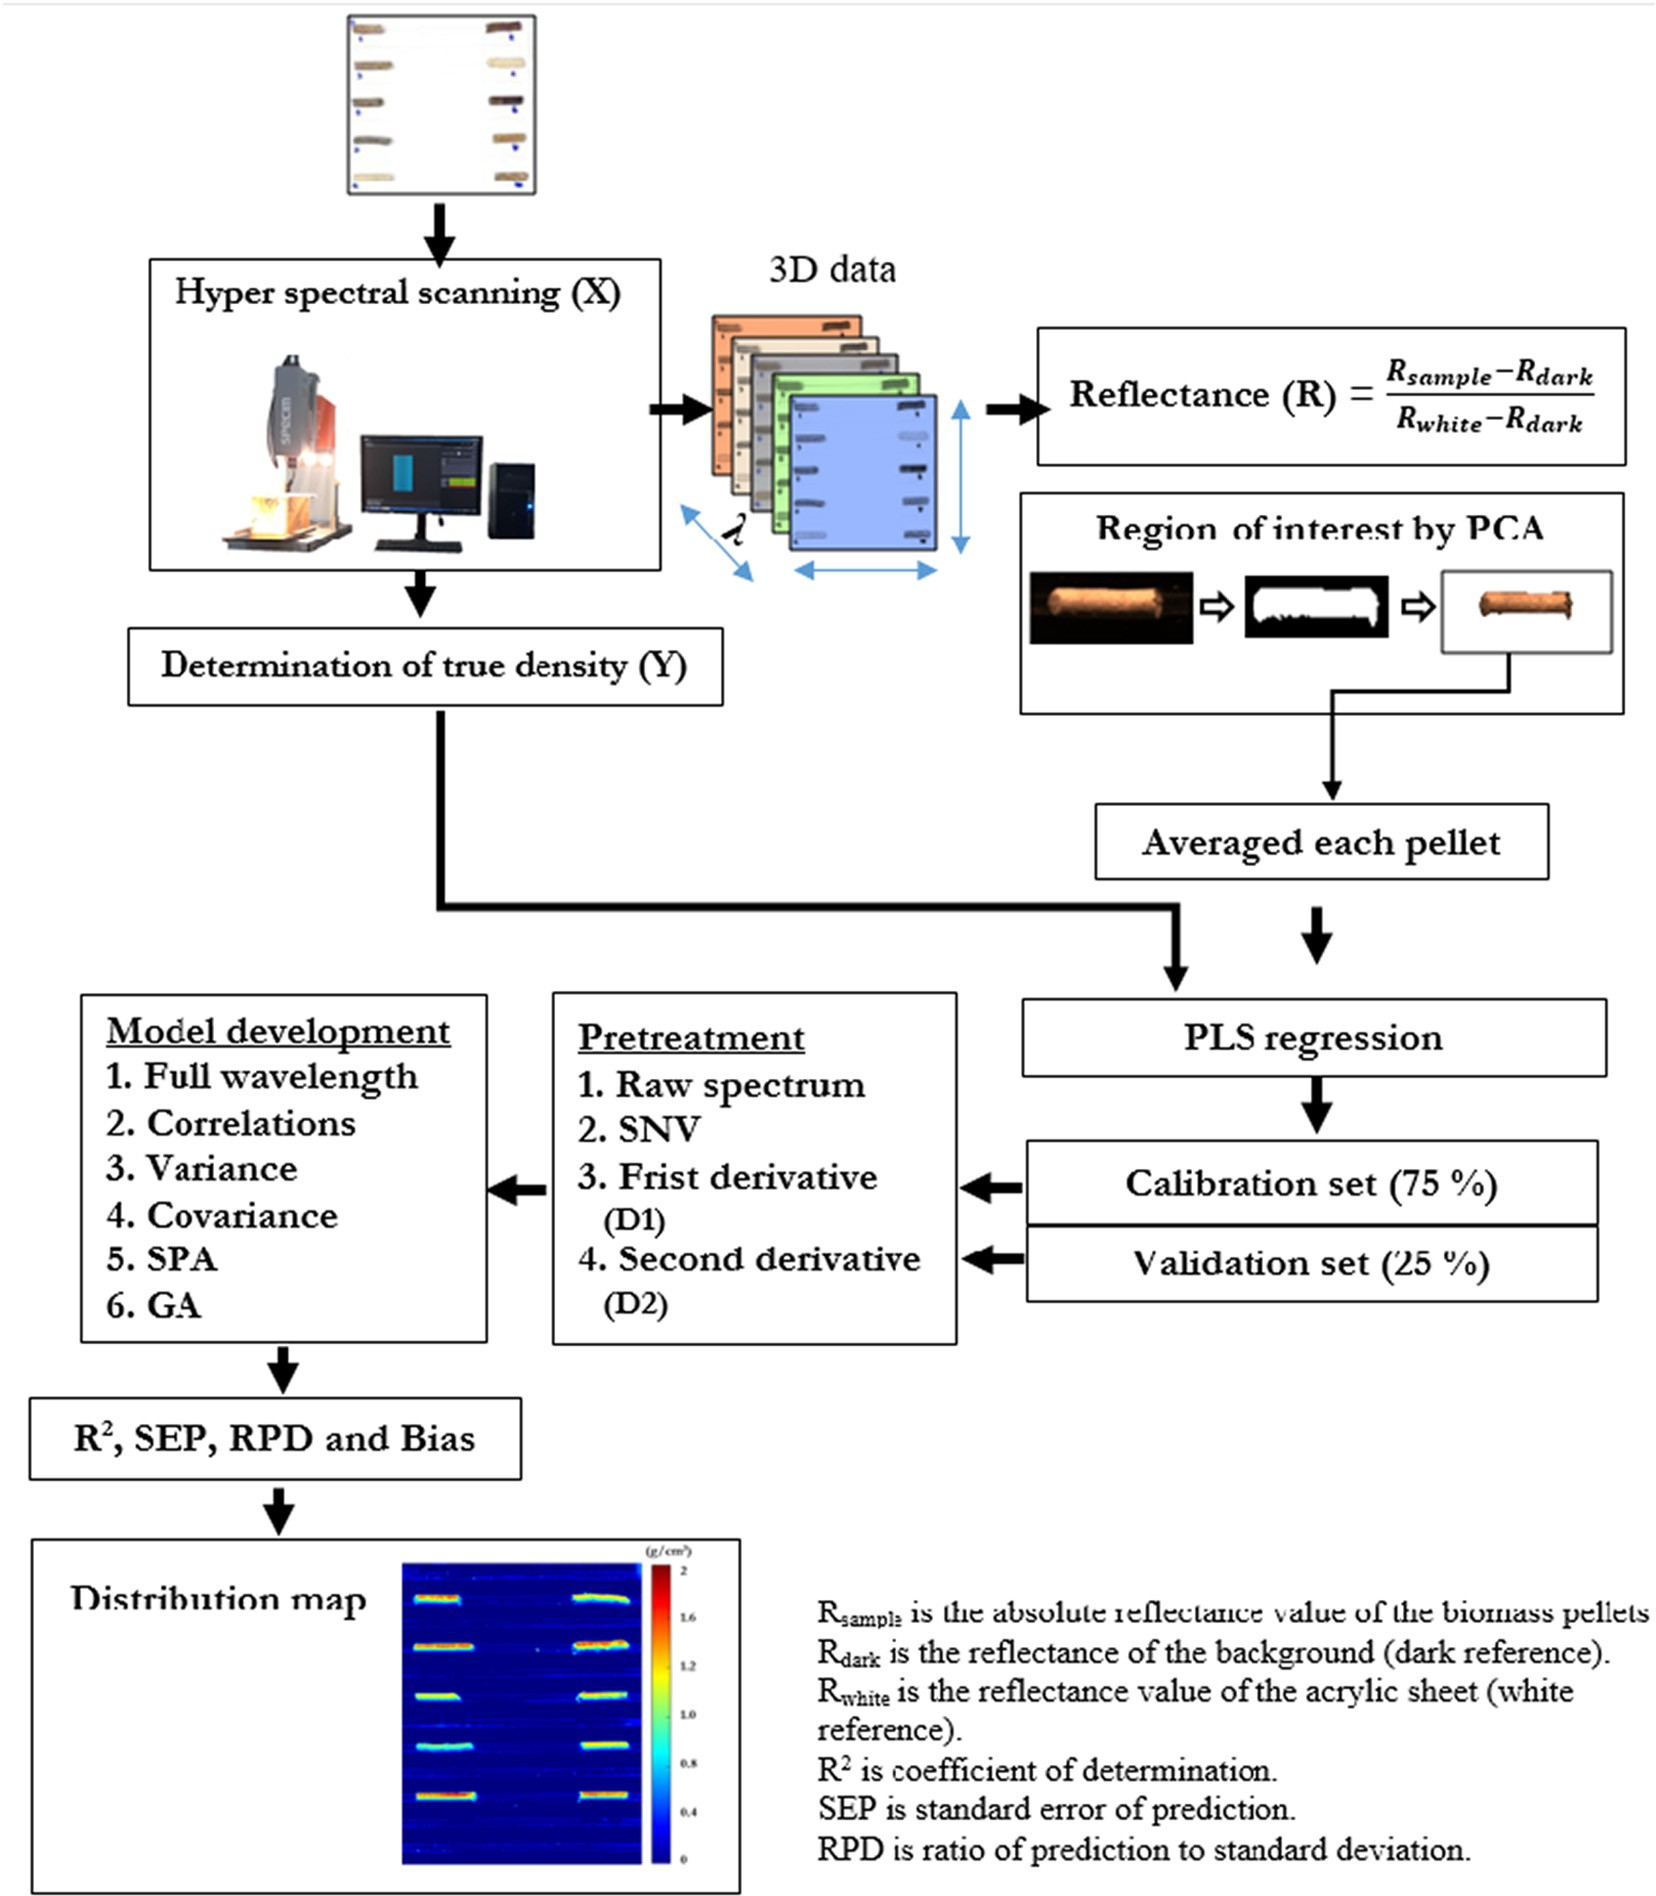 Hyper spectral scanning (X)
SPECIM
3D data
λ
Reflectance (R) = (R_sample − R_dark) / (R_white − R_dark)
Region of interest by PCA
Determination of true density (Y)
Averaged each pellet
PLS regression
Calibration set (75 %)
Validation set (25 %)
Pretreatment
1. Raw spectrum
2. SNV
3. Frist derivative
(D1)
4. Second derivative
(D2)
Model development
1. Full wavelength
2. Correlations
3. Variance
4. Covariance
5. SPA
6. GA
R², SEP, RPD and Bias
Distribution map
(g/cm³)
2
1.6
1.2
1.0
0.8
0.4
0
Rsample is the absolute reflectance value of the biomass pellets
Rdark is the reflectance of the background (dark reference).
Rwhite is the reflectance value of the acrylic sheet (white
reference).
R² is coefficient of determination.
SEP is standard error of prediction.
RPD is ratio of prediction to standard deviation.